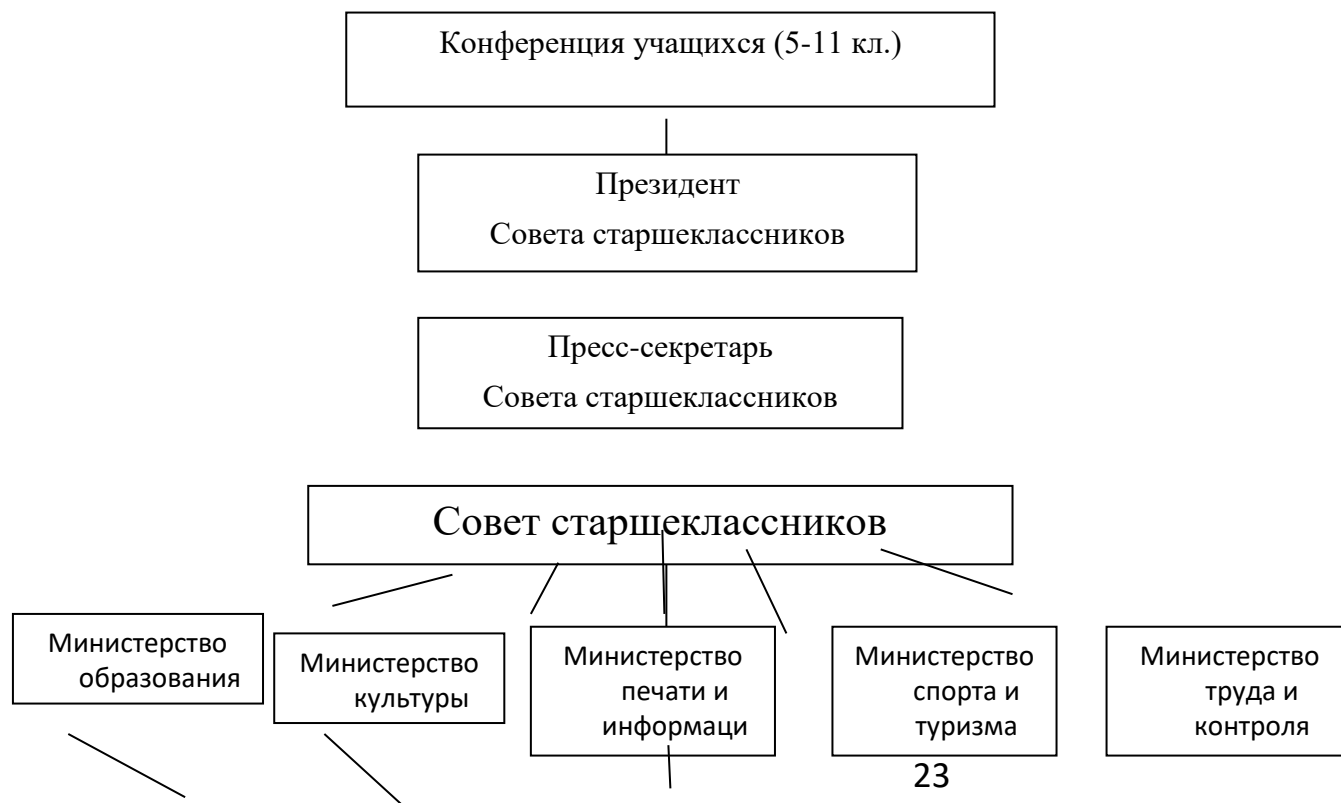 Конференция учащихся (5-11 кл.)
Президент
Совета старшеклассников
Пресс-секретарь
Совета старшеклассников
Совет старшеклассников
Министерство
образования
Министерство
культуры
Министерство
печати и
информаци
Министерство
спорта и
туризма
Министерство
труда и
контроля
23